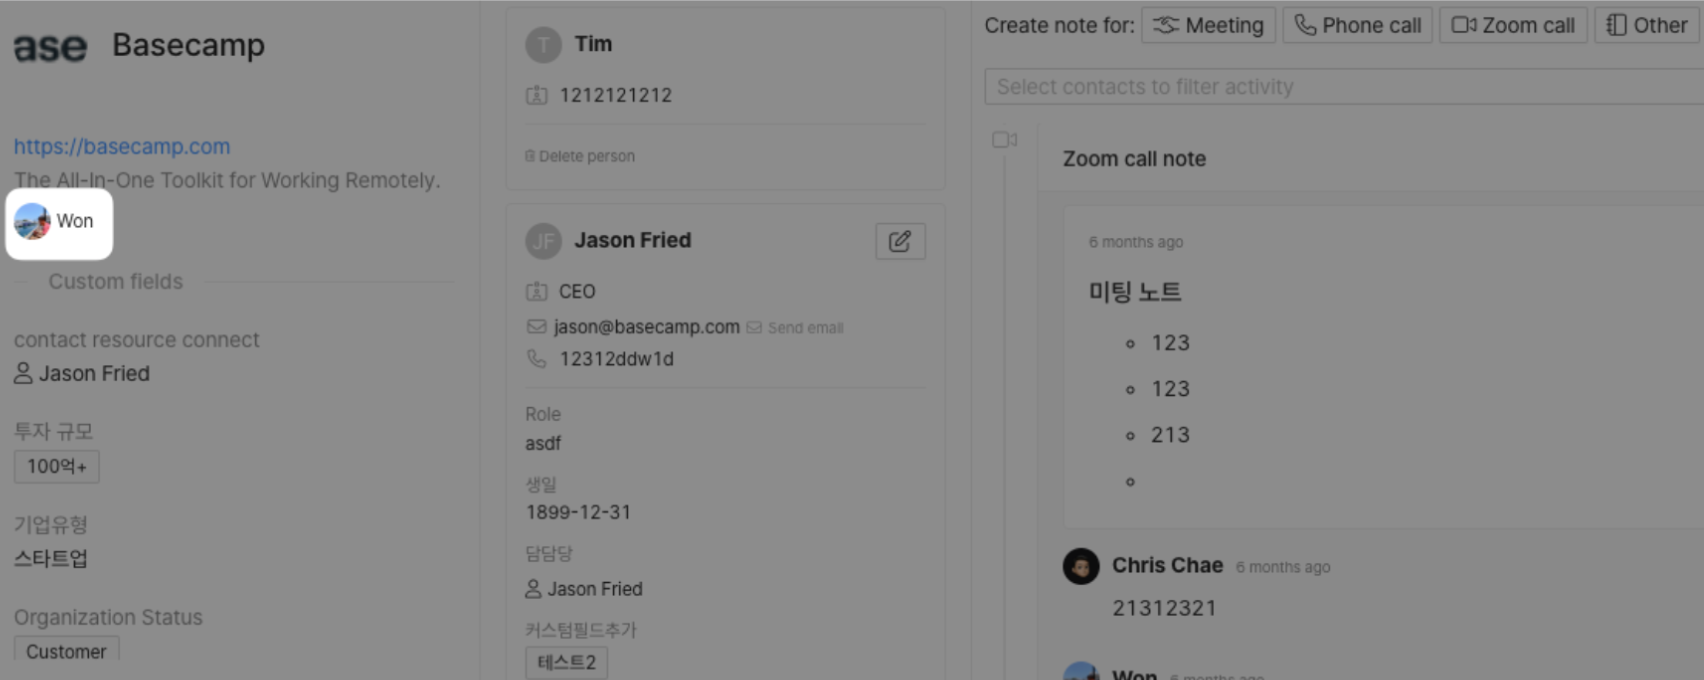 ase Basecamp
https://basecamp.com
The All-In-One Toolkit for Working Remotely.
Won
Custom fields
contact resource connect
Jason Fried
투자 규모
100억+
기업유형
스타트업
Organization Status
Customer
T Tim
1212121212
Delete person
JF Jason Fried
CEO
jason@basecamp.com Send email
12312ddw1d
Role
asdf
생일
1899-12-31
담담당
Jason Fried
커스텀필드추가
테스트2
Create note for: Meeting Phone call Zoom call Other
Select contacts to filter activity
Zoom call note
6 months ago
미팅 노트
123
123
213
Chris Chae 6 months ago
21312321
Won 6 months ago